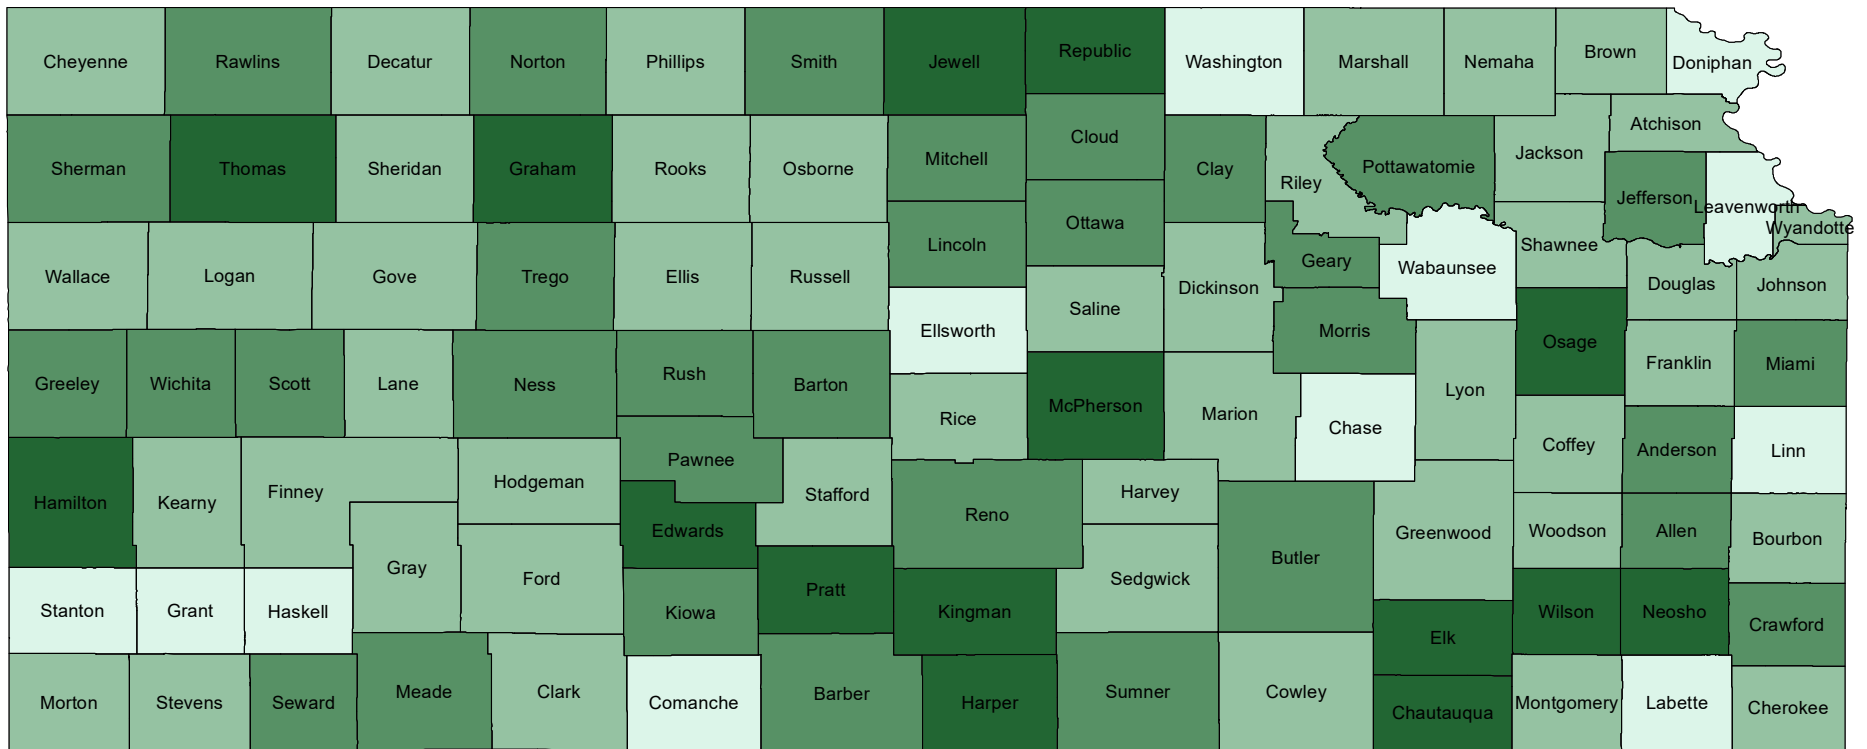 Cheyenne
Rawlins
Decatur
Norton
Phillips
Smith
Jewell
Republic
Washington
Marshall
Nemaha
Brown
Doniphan
Sherman
Thomas
Sheridan
Graham
Rooks
Osborne
Mitchell
Cloud
Clay
Riley
Pottawatomie
Jackson
Atchison
Jefferson
Leavenworth
Wyandotte
Wallace
Logan
Gove
Trego
Ellis
Russell
Lincoln
Ottawa
Saline
Dickinson
Geary
Wabaunsee
Shawnee
Douglas
Johnson
Ellsworth
Morris
Osage
Franklin
Miami
Greeley
Wichita
Scott
Lane
Ness
Rush
Barton
Rice
McPherson
Marion
Chase
Lyon
Coffey
Anderson
Linn
Hamilton
Kearny
Finney
Hodgeman
Pawnee
Stafford
Edwards
Reno
Harvey
Butler
Greenwood
Woodson
Allen
Bourbon
Gray
Ford
Sedgwick
Stanton
Grant
Haskell
Kiowa
Pratt
Kingman
Elk
Wilson
Neosho
Crawford
Morton
Stevens
Seward
Meade
Clark
Comanche
Barber
Harper
Sumner
Cowley
Chautauqua
Montgomery
Labette
Cherokee